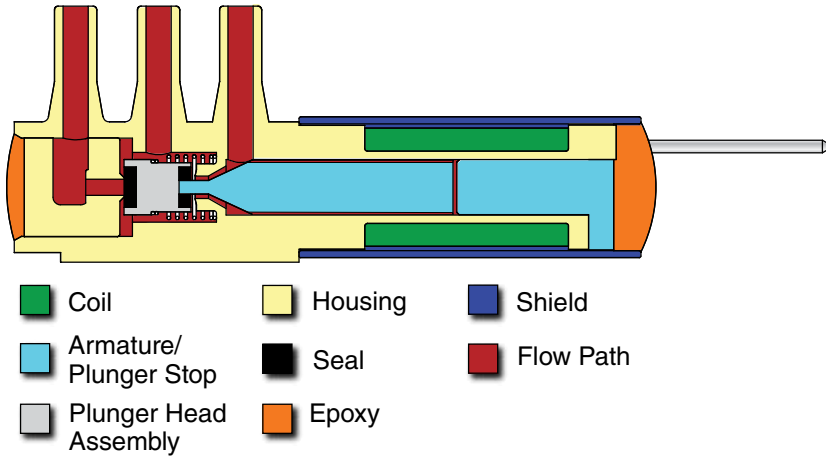 Coil
Housing
Shield
Armature/
Plunger Stop
Seal
Flow Path
Plunger Head
Assembly
Epoxy